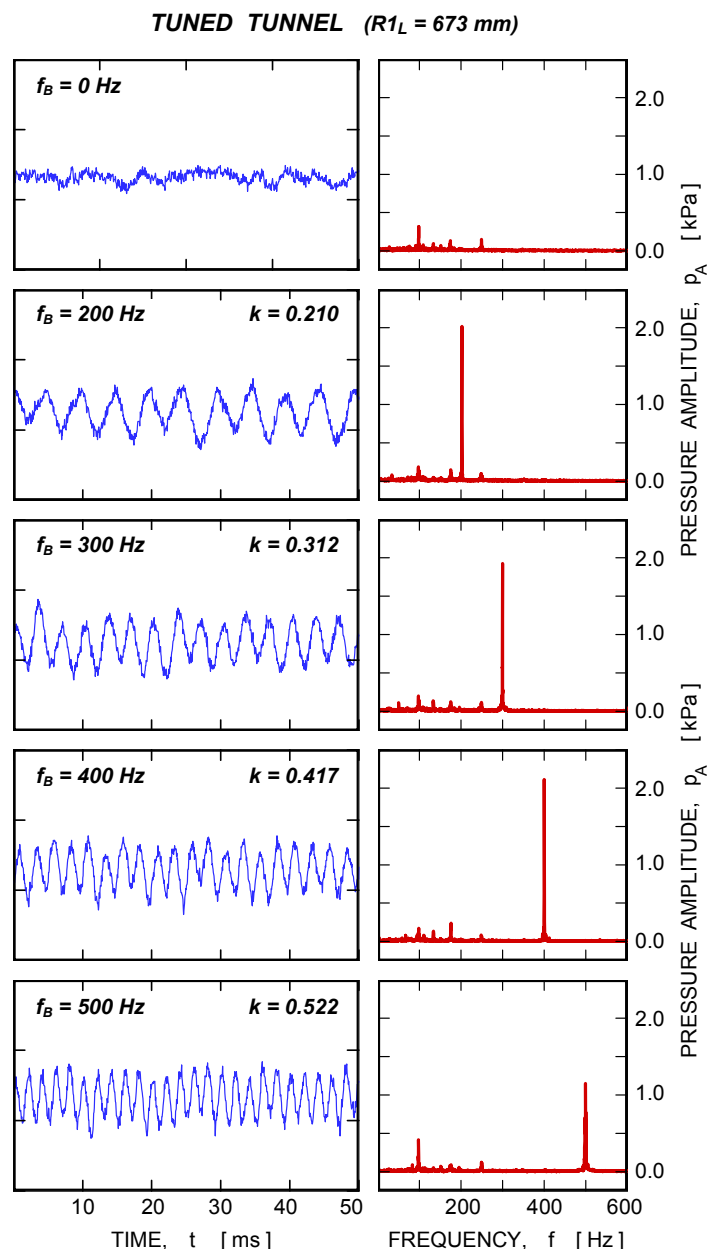 TUNED TUNNEL (R1L = 673 mm)
fB = 0 Hz
2.0
1.0
0.0
fB = 200 Hz k = 0.210
2.0
1.0
0.0
fB = 300 Hz k = 0.312
2.0
1.0
0.0
fB = 400 Hz k = 0.417
2.0
1.0
0.0
fB = 500 Hz k = 0.522
2.0
1.0
0.0
PRESSURE AMPLITUDE, pA [ kPa ]
PRESSURE AMPLITUDE, pA [ kPa ]
10 20 30 40 50
200 400 600
TIME, t [ ms ]
FREQUENCY, f [ Hz ]